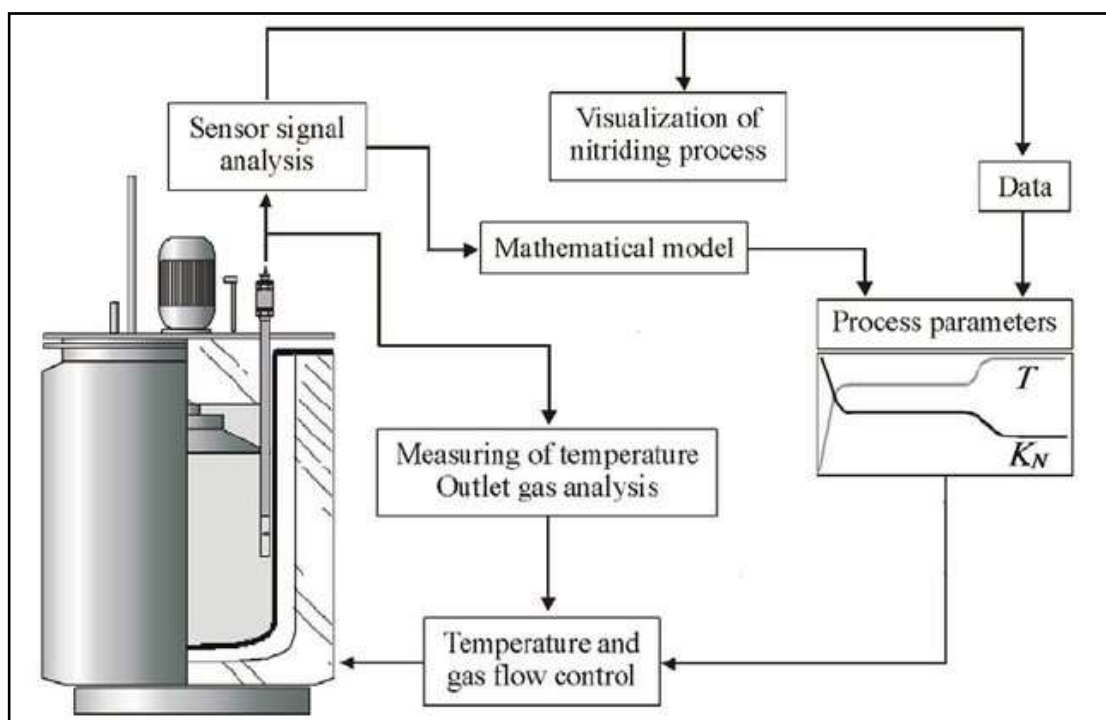 Sensor signal
analysis
Visualization of
nitriding process
Data
Mathematical model
Process parameters
T
K_N
Measuring of temperature
Outlet gas analysis
Temperature and
gas flow control